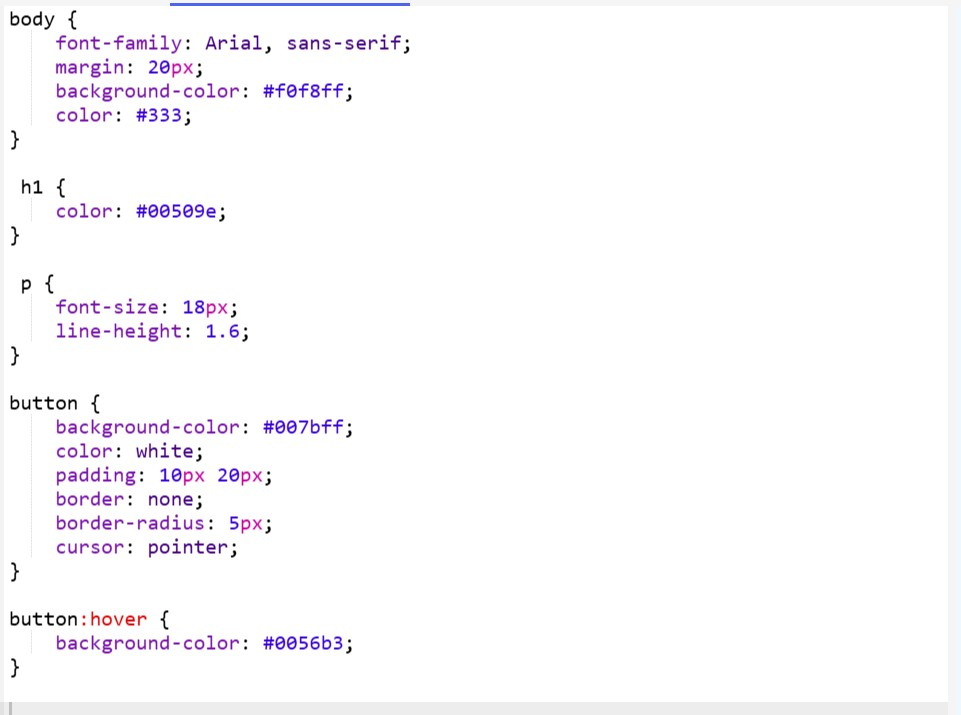 body {
    font-family: Arial, sans-serif;
    margin: 20px;
    background-color: #f0f8ff;
    color: #333;
}

 h1 {
    color: #00509e;
}

 p {
    font-size: 18px;
    line-height: 1.6;
}

button {
    background-color: #007bff;
    color: white;
    padding: 10px 20px;
    border: none;
    border-radius: 5px;
    cursor: pointer;
}

button:hover {
    background-color: #0056b3;
}